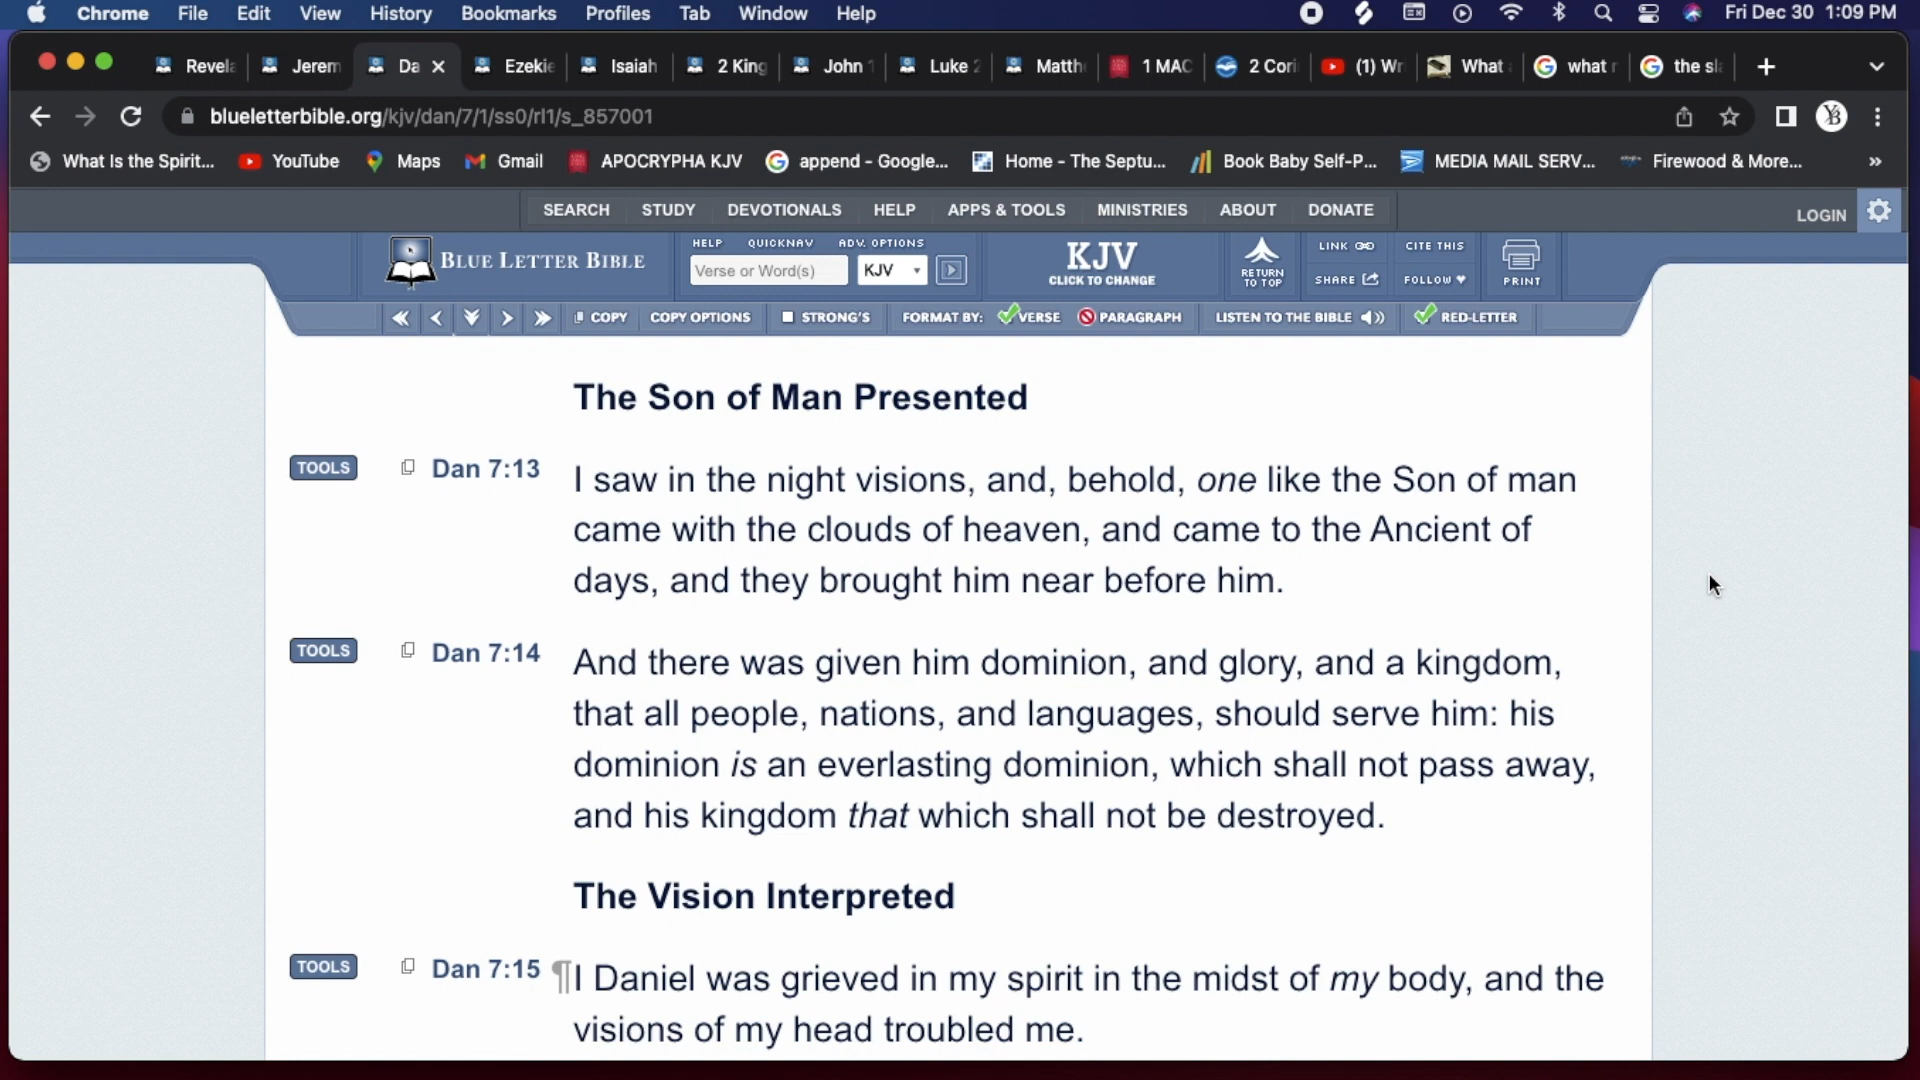 Chrome File Edit View History Bookmarks Profiles Tab Window Help Fri Dec 30 1:09 PM
Revela Jerem Da Ezekie Isaiah 2 King John 1 Luke 2 Matth 1 MAC 2 Cori (1) Wr What what r the sla
blueletterbible.org/kjv/dan/7/1/ss0/rl1/s_857001
What Is the Spirit... YouTube Maps Gmail APOCRYPHA KJV append - Google... Home - The Septu... Book Baby Self-P... MEDIA MAIL SERV... Firewood & More... »
SEARCH STUDY DEVOTIONALS HELP APPS & TOOLS MINISTRIES ABOUT DONATE LOGIN
HELP QUICKNAV ADV. OPTIONS
BLUE LETTER BIBLE
Verse or Word(s) KJV
KJV
CLICK TO CHANGE
RETURN
TO TOP
LINK CITE THIS
SHARE FOLLOW
PRINT
COPY COPY OPTIONS STRONG'S FORMAT BY: VERSE PARAGRAPH LISTEN TO THE BIBLE RED-LETTER
The Son of Man Presented
TOOLS Dan 7:13 I saw in the night visions, and, behold, one like the Son of man
came with the clouds of heaven, and came to the Ancient of
days, and they brought him near before him.
TOOLS Dan 7:14 And there was given him dominion, and glory, and a kingdom,
that all people, nations, and languages, should serve him: his
dominion is an everlasting dominion, which shall not pass away,
and his kingdom that which shall not be destroyed.
The Vision Interpreted
TOOLS Dan 7:15 ¶I Daniel was grieved in my spirit in the midst of my body, and the
visions of my head troubled me.